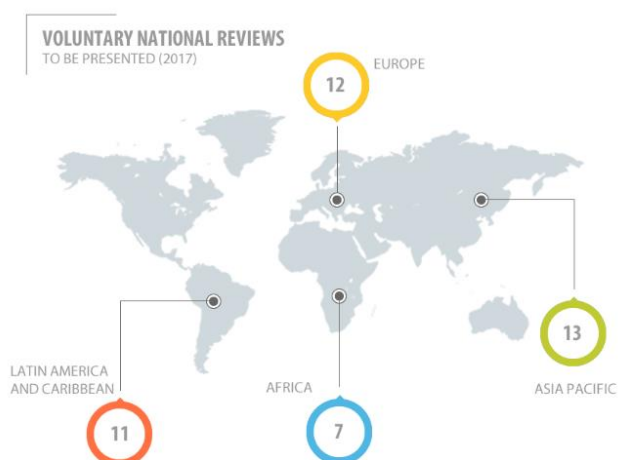 VOLUNTARY NATIONAL REVIEWS
TO BE PRESENTED (2017)
EUROPE
12
13
ASIA PACIFIC
LATIN AMERICA
AND CARIBBEAN
11
AFRICA
7